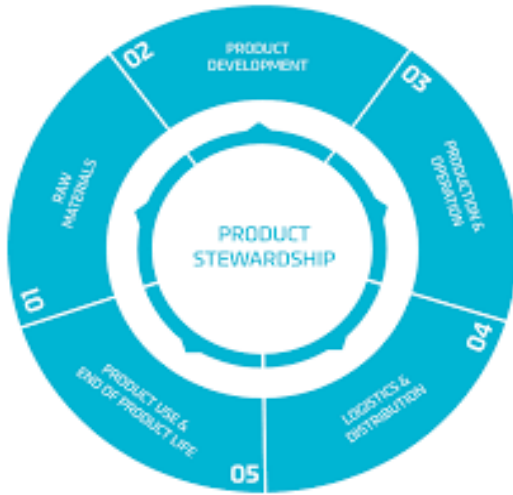 PRODUCT
STEWARDSHIP
01
RAW
MATERIALS
02
PRODUCT
DEVELOPMENT
03
PRODUCTION &
OPERATION
04
LOGISTICS &
DISTRIBUTION
05
PRODUCT USE &
END OF PRODUCT LIFE